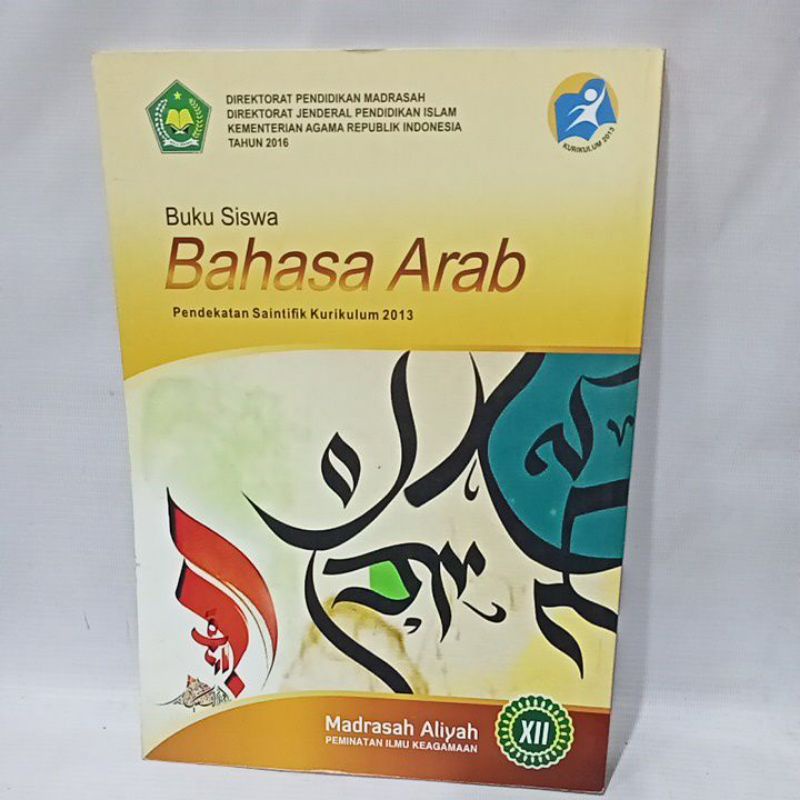 DIREKTORAT PENDIDIKAN MADRASAH
DIREKTORAT JENDERAL PENDIDIKAN ISLAM
KEMENTERIAN AGAMA REPUBLIK INDONESIA
TAHUN 2016
KURIKULUM 2013
Buku Siswa
Bahasa Arab
Pendekatan Saintifik Kurikulum 2013
Madrasah Aliyah
PEMINATAN ILMU KEAGAMAAN
XII